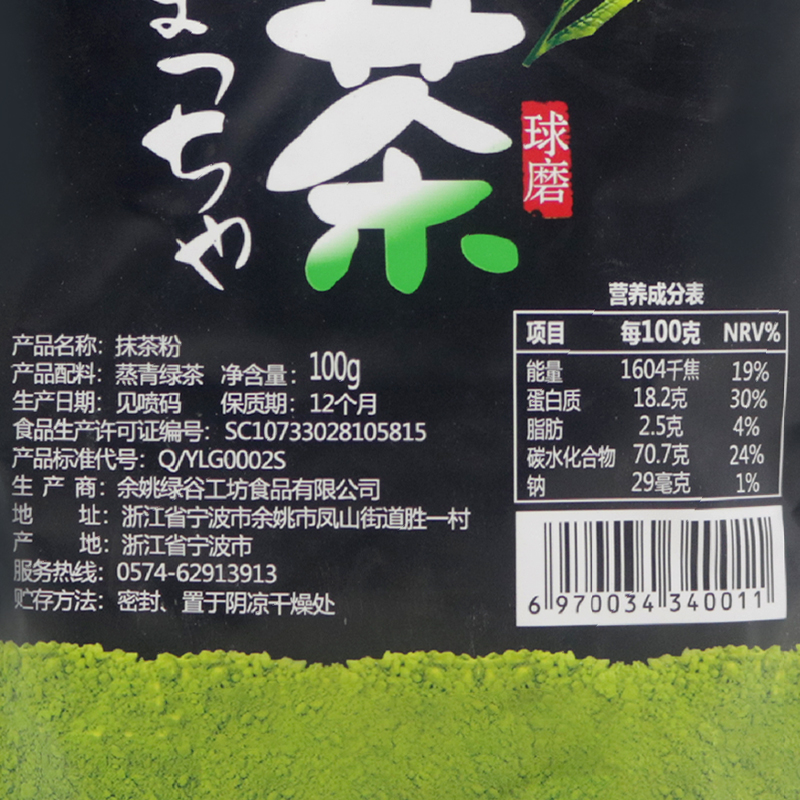 まっちゃ
茶
球磨
产品名称：抹茶粉
产品配料：蒸青绿茶 净含量：100g
生产日期：见喷码 保质期：12个月
食品生产许可证编号：SC10733028105815
产品标准代号：Q/YLG0002S
生产商：余姚绿谷工坊食品有限公司
地址：浙江省宁波市余姚市凤山街道胜一村
产地：浙江省宁波市
服务热线：0574-62913913
贮存方法：密封、置于阴凉干燥处
营养成分表
项目 每100克 NRV%
能量 1604千焦 19%
蛋白质 18.2克 30%
脂肪 2.5克 4%
碳水化合物 70.7克 24%
钠 29毫克 1%
6 970034 340011